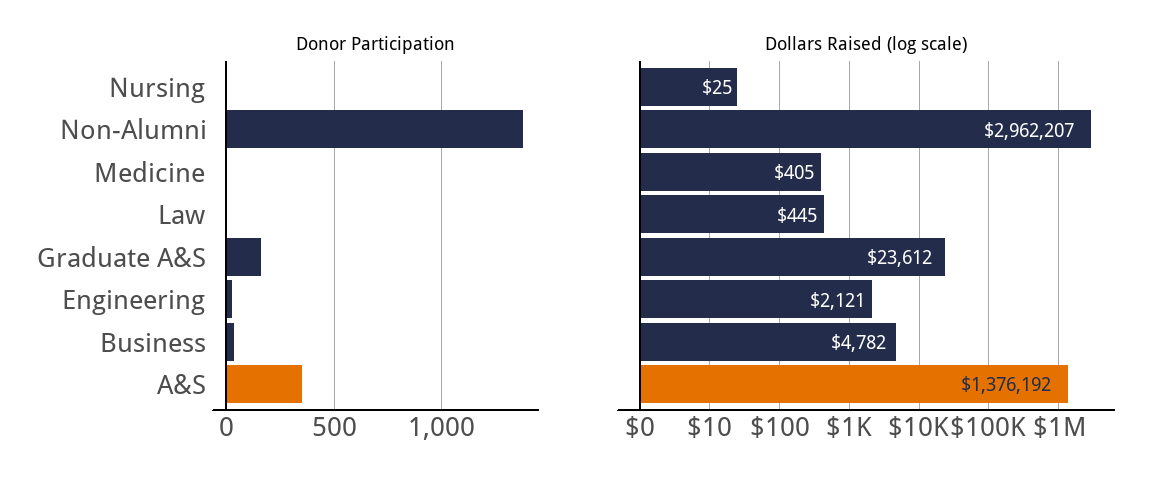 Donor Participation
Dollars Raised (log scale)
Nursing
$25
Non-Alumni
$2,962,207
Medicine
$405
Law
$445
Graduate A&S
$23,612
Engineering
$2,121
Business
$4,782
A&S
$1,376,192
0 500 1,000
$0 $10 $100 $1K $10K $100K $1M